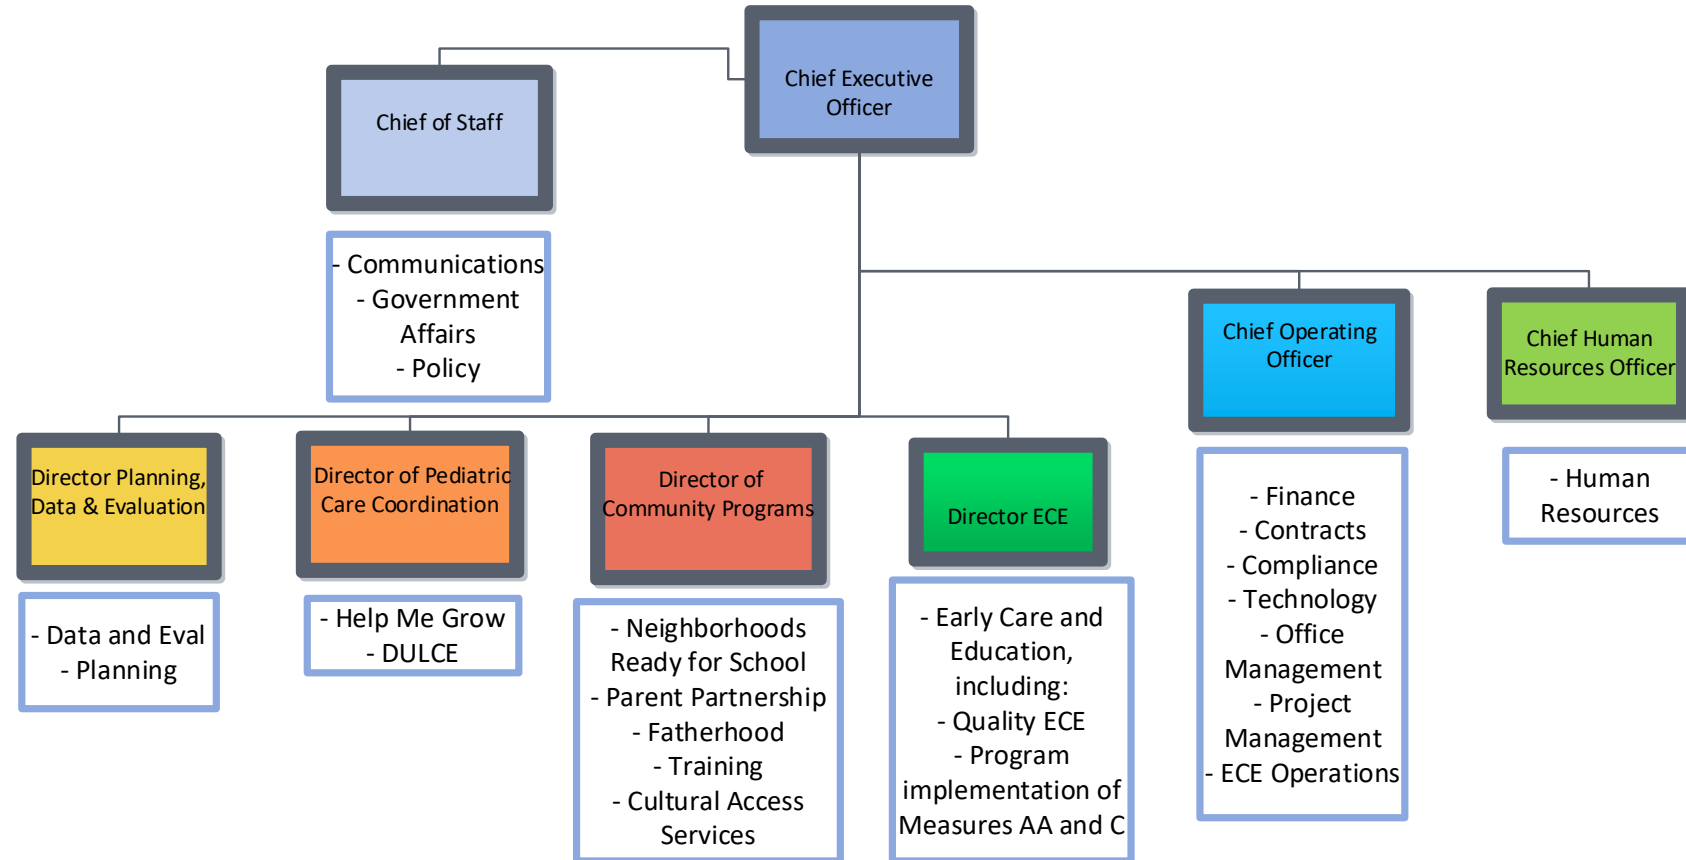 Chief Executive
Officer
Chief of Staff
- Communications
- Government
Affairs
- Policy
Chief Operating
Officer
- Finance
- Contracts
- Compliance
- Technology
- Office
Management
- Project
Management
- ECE Operations
Chief Human
Resources Officer
- Human
Resources
Director Planning,
Data & Evaluation
- Data and Eval
- Planning
Director of Pediatric
Care Coordination
- Help Me Grow
- DULCE
Director of
Community Programs
- Neighborhoods
Ready for School
- Parent Partnership
- Fatherhood
- Training
- Cultural Access
Services
Director ECE
- Early Care and
Education,
including:
- Quality ECE
- Program
implementation of
Measures AA and C